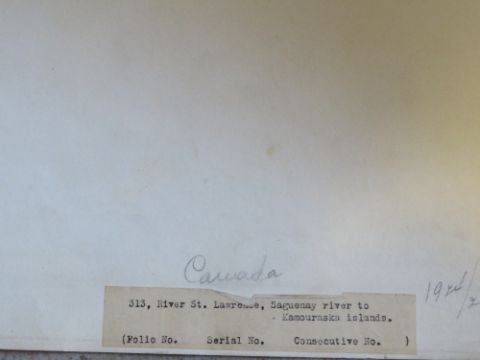 Canada
313, River St. Lawrence, Saguenay river to
Kamouraska islands.
(Folio No. Serial No. Consecutive No. )